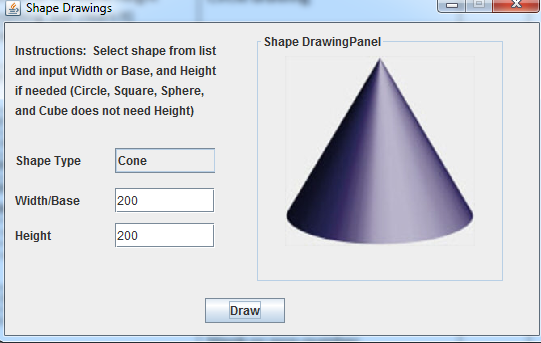 Shape Drawings
Instructions:  Select shape from list
and input Width or Base, and Height
if needed (Circle, Square, Sphere,
and Cube does not need Height)
Shape DrawingPanel
Shape Type
Cone
Width/Base
200
Height
200
Draw